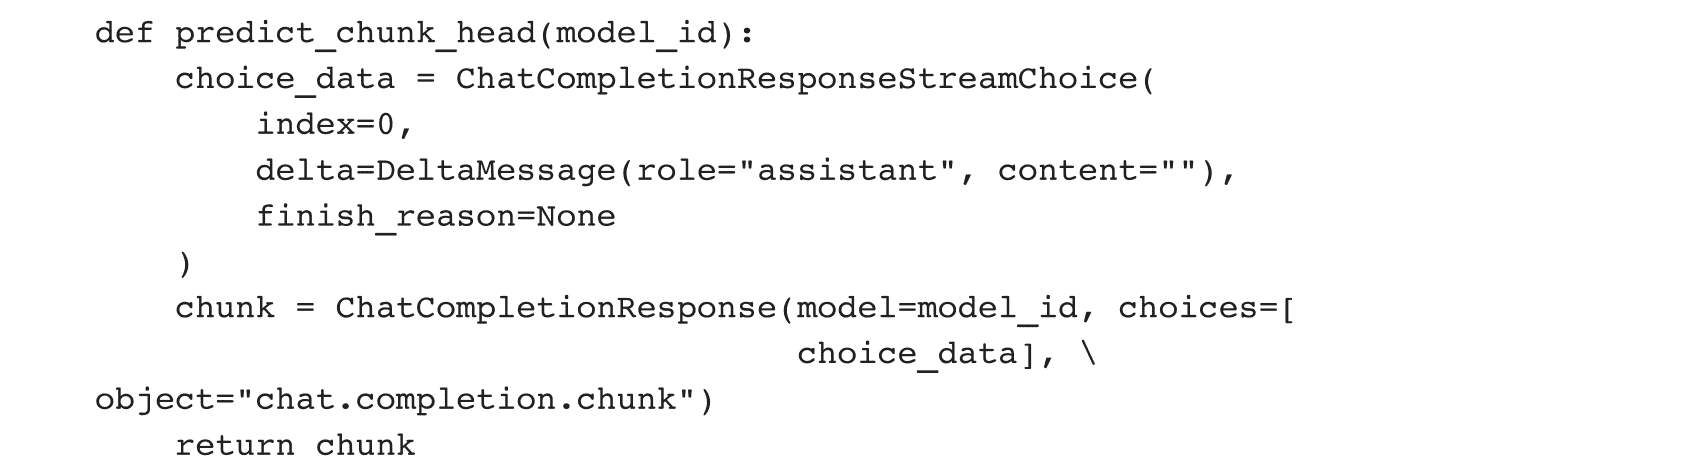 def predict_chunk_head(model_id):
    choice_data = ChatCompletionResponseStreamChoice(
        index=0,
        delta=DeltaMessage(role="assistant", content=""),
        finish_reason=None
    )
    chunk = ChatCompletionResponse(model=model_id, choices=[
                                   choice_data], \
object="chat.completion.chunk")
    return chunk